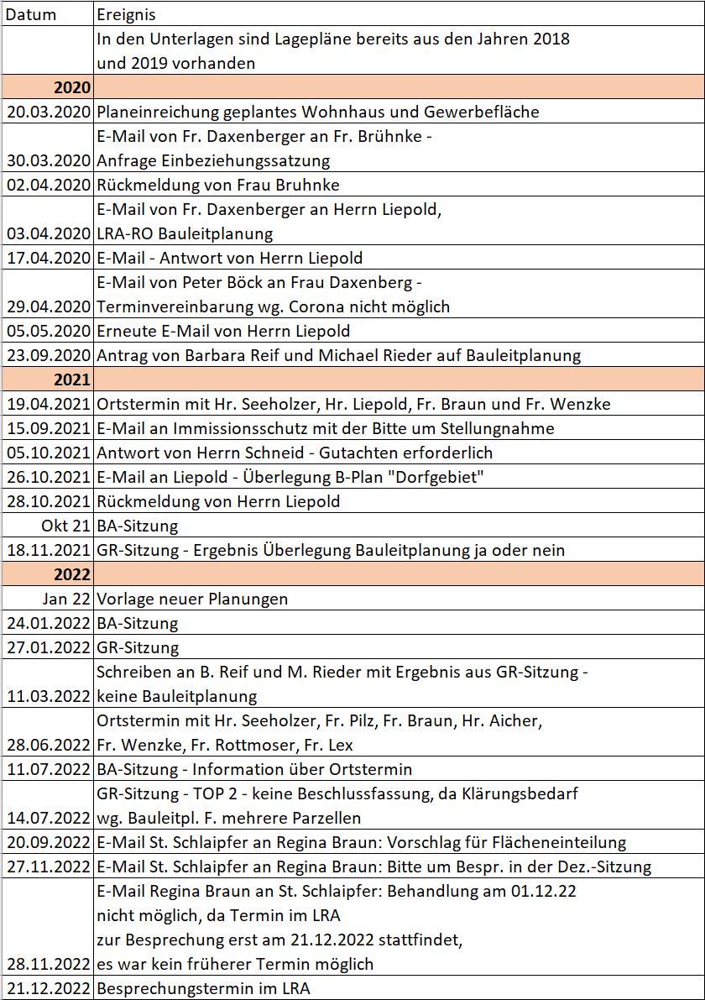 Datum Ereignis
In den Unterlagen sind Lagepläne bereits aus den Jahren 2018
und 2019 vorhanden
2020
20.03.2020 Planeinreichung geplantes Wohnhaus und Gewerbefläche
E-Mail von Fr. Daxenberger an Fr. Brühnke -
30.03.2020 Anfrage Einbeziehungssatzung
02.04.2020 Rückmeldung von Frau Bruhnke
E-Mail von Fr. Daxenberger an Herrn Liepold,
03.04.2020 LRA-RO Bauleitplanung
17.04.2020 E-Mail - Antwort von Herrn Liepold
E-Mail von Peter Böck an Frau Daxenberg -
29.04.2020 Terminvereinbarung wg. Corona nicht möglich
05.05.2020 Erneute E-Mail von Herrn Liepold
23.09.2020 Antrag von Barbara Reif und Michael Rieder auf Bauleitplanung
2021
19.04.2021 Ortstermin mit Hr. Seeholzer, Hr. Liepold, Fr. Braun und Fr. Wenzke
15.09.2021 E-Mail an Immissionsschutz mit der Bitte um Stellungnahme
05.10.2021 Antwort von Herrn Schneid - Gutachten erforderlich
26.10.2021 E-Mail an Liepold - Überlegung B-Plan "Dorfgebiet"
28.10.2021 Rückmeldung von Herrn Liepold
Okt 21 BA-Sitzung
18.11.2021 GR-Sitzung - Ergebnis Überlegung Bauleitplanung ja oder nein
2022
Jan 22 Vorlage neuer Planungen
24.01.2022 BA-Sitzung
27.01.2022 GR-Sitzung
Schreiben an B. Reif und M. Rieder mit Ergebnis aus GR-Sitzung -
11.03.2022 keine Bauleitplanung
Ortstermin mit Hr. Seeholzer, Fr. Pilz, Fr. Braun, Hr. Aicher,
28.06.2022 Fr. Wenzke, Fr. Rottmoser, Fr. Lex
11.07.2022 BA-Sitzung - Information über Ortstermin
GR-Sitzung - TOP 2 - keine Beschlussfassung, da Klärungsbedarf
14.07.2022 wg. Bauleitpl. F. mehrere Parzellen
20.09.2022 E-Mail St. Schlaipfer an Regina Braun: Vorschlag für Flächeneinteilung
27.11.2022 E-Mail St. Schlaipfer an Regina Braun: Bitte um Bespr. in der Dez.-Sitzung
E-Mail Regina Braun an St. Schlaipfer: Behandlung am 01.12.22
nicht möglich, da Termin im LRA
zur Besprechung erst am 21.12.2022 stattfindet,
28.11.2022 es war kein früherer Termin möglich
21.12.2022 Besprechungstermin im LRA